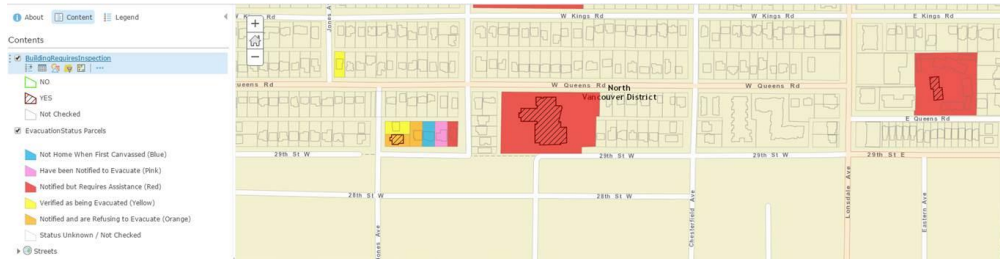 About
Content
Legend
Contents
BuildingRequiresInspection
NO
YES
Not Checked
EvacuationStatus Parcels
Not Home When First Canvassed (Blue)
Have been Notified to Evacuate (Pink)
Notified but Requires Assistance (Red)
Verified as being Evacuated (Yellow)
Notified and are Refusing to Evacuate (Orange)
Status Unknown / Not Checked
Streets
Jones A
W Kings Rd
W Kings Rd
E Kings Rd
ueens Rd
W Queens Rd
W Queens Rd
North
Vancouver District
E Queens Rd
29th St W
29th St W
29th St E
28th St W
28th St W
Jones Ave
Chesterfield Ave
Lonsdale Ave
Eastern Ave